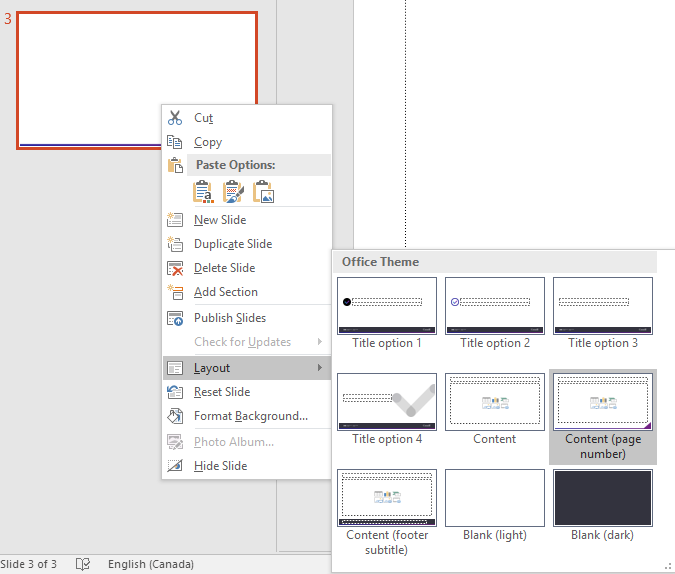 3
Cut
Copy
Paste Options:
New Slide
Duplicate Slide
Delete Slide
Add Section
Publish Slides
Check for Updates
Layout
Reset Slide
Format Background...
Photo Album...
Hide Slide
Office Theme
Title option 1
Title option 2
Title option 3
Title option 4
Content
Content (page
number)
Content (footer
subtitle)
Blank (light)
Blank (dark)
Slide 3 of 3
English (Canada)